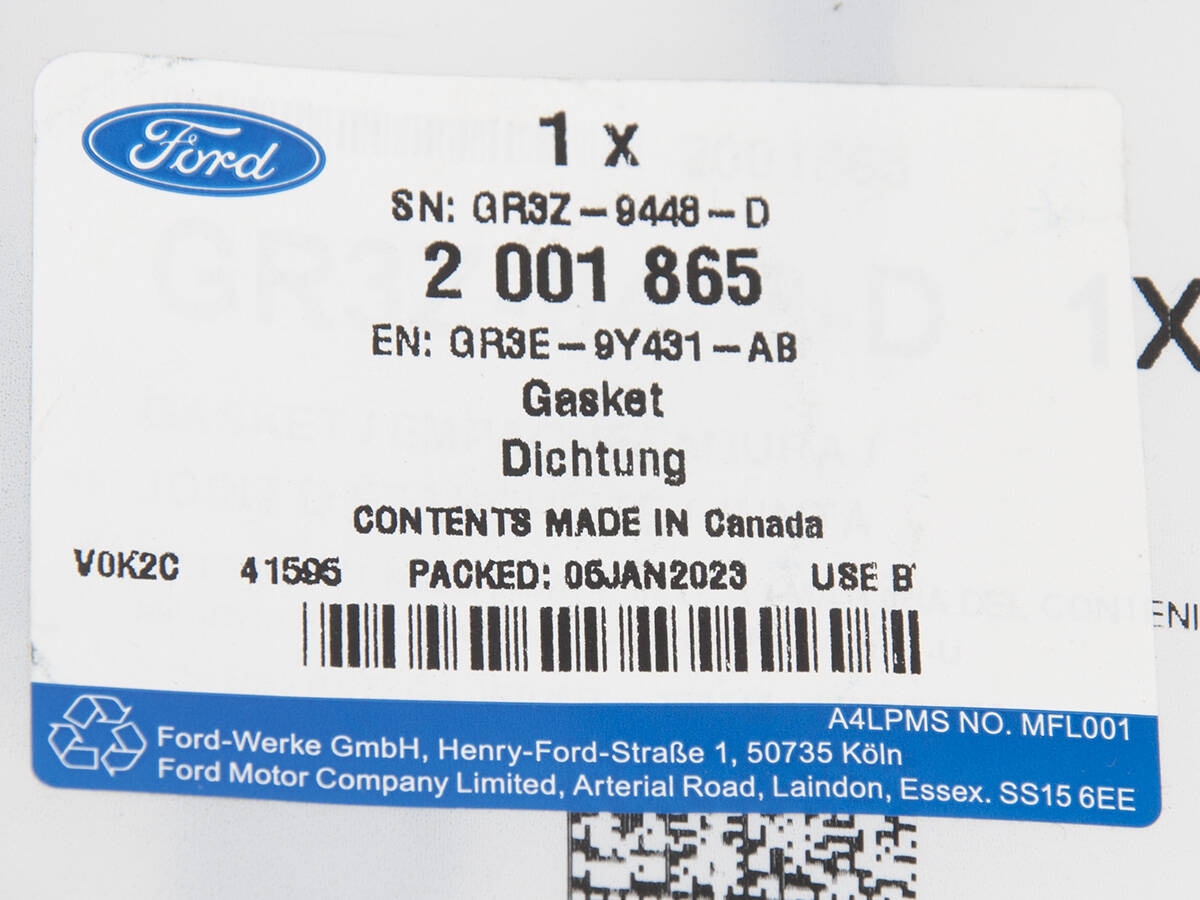 Ford
1 x
SN: GR3Z-9448-D
2 001 865
X
EN: GR3E-9Y431-AB
Gasket
Dichtung
CONTENTS MADE IN Canada
V0K2C 41595 PACKED: 05JAN2023 USE B
ENI
A4LPMS NO. MFL001
Ford-Werke GmbH, Henry-Ford-Straße 1, 50735 Köln
Ford Motor Company Limited, Arterial Road, Laindon, Essex. SS15 6EE